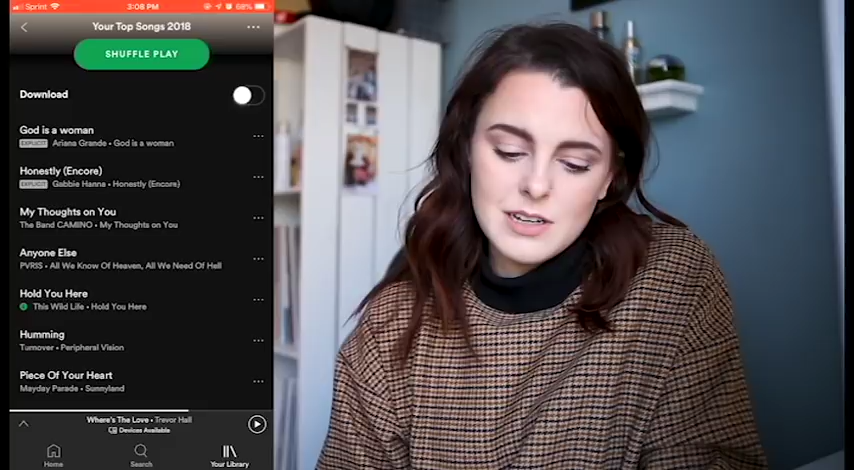 Sprint
3:08 PM
68%
Your Top Songs 2018
SHUFFLE PLAY
Download
God is a woman
EXPLICIT Ariana Grande • God is a woman
Honestly (Encore)
EXPLICIT Gabbie Hanna • Honestly (Encore)
My Thoughts on You
The Band CAMINO • My Thoughts on You
Anyone Else
PVRIS • All We Know Of Heaven, All We Need Of Hell
Hold You Here
This Wild Life • Hold You Here
Humming
Turnover • Peripheral Vision
Piece Of Your Heart
Mayday Parade • Sunnyland
Where's The Love • Trevor Hall
Devices Available
Home
Search
Your Library